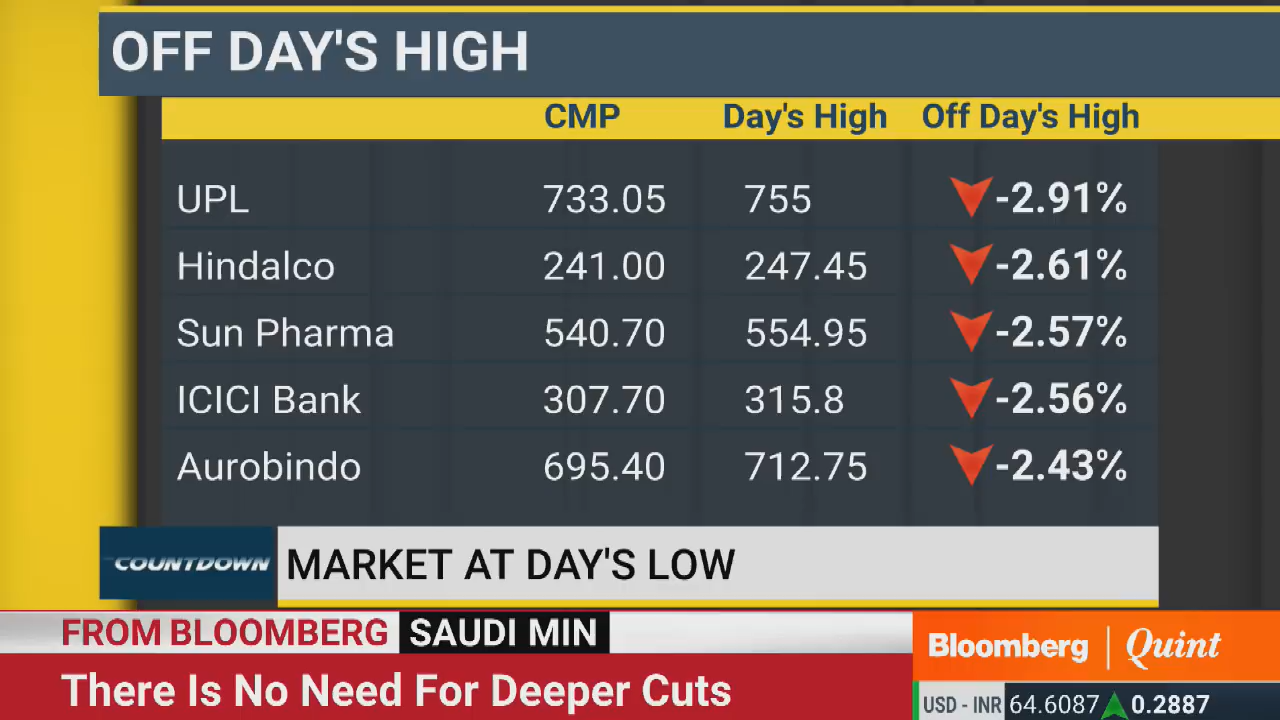 OFF DAY'S HIGH
CMP Day's High Off Day's High
UPL 733.05 755 -2.91%
Hindalco 241.00 247.45 -2.61%
Sun Pharma 540.70 554.95 -2.57%
ICICI Bank 307.70 315.8 -2.56%
Aurobindo 695.40 712.75 -2.43%
COUNTDOWN MARKET AT DAY'S LOW
FROM BLOOMBERG SAUDI MIN
There Is No Need For Deeper Cuts
Bloomberg | Quint
USD - INR 64.6087 0.2887